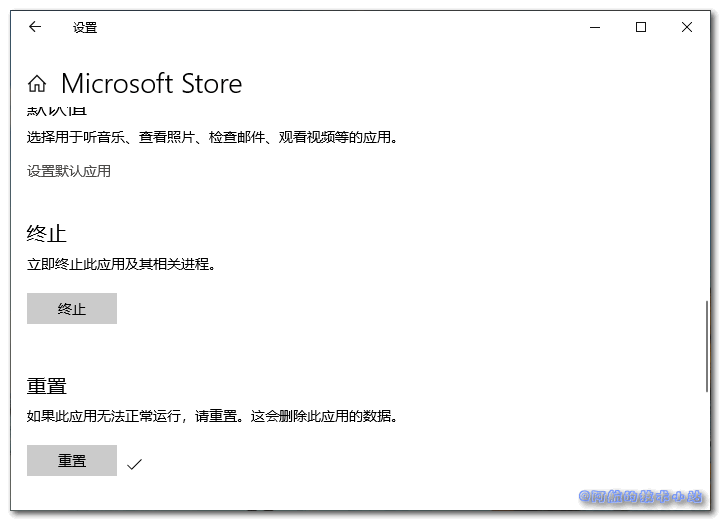 设置
Microsoft Store
默认值
选择用于听音乐、查看照片、检查邮件、观看视频等的应用。
设置默认应用
终止
立即终止此应用及其相关进程。
终止
重置
如果此应用无法正常运行，请重置。这会删除此应用的数据。
重置